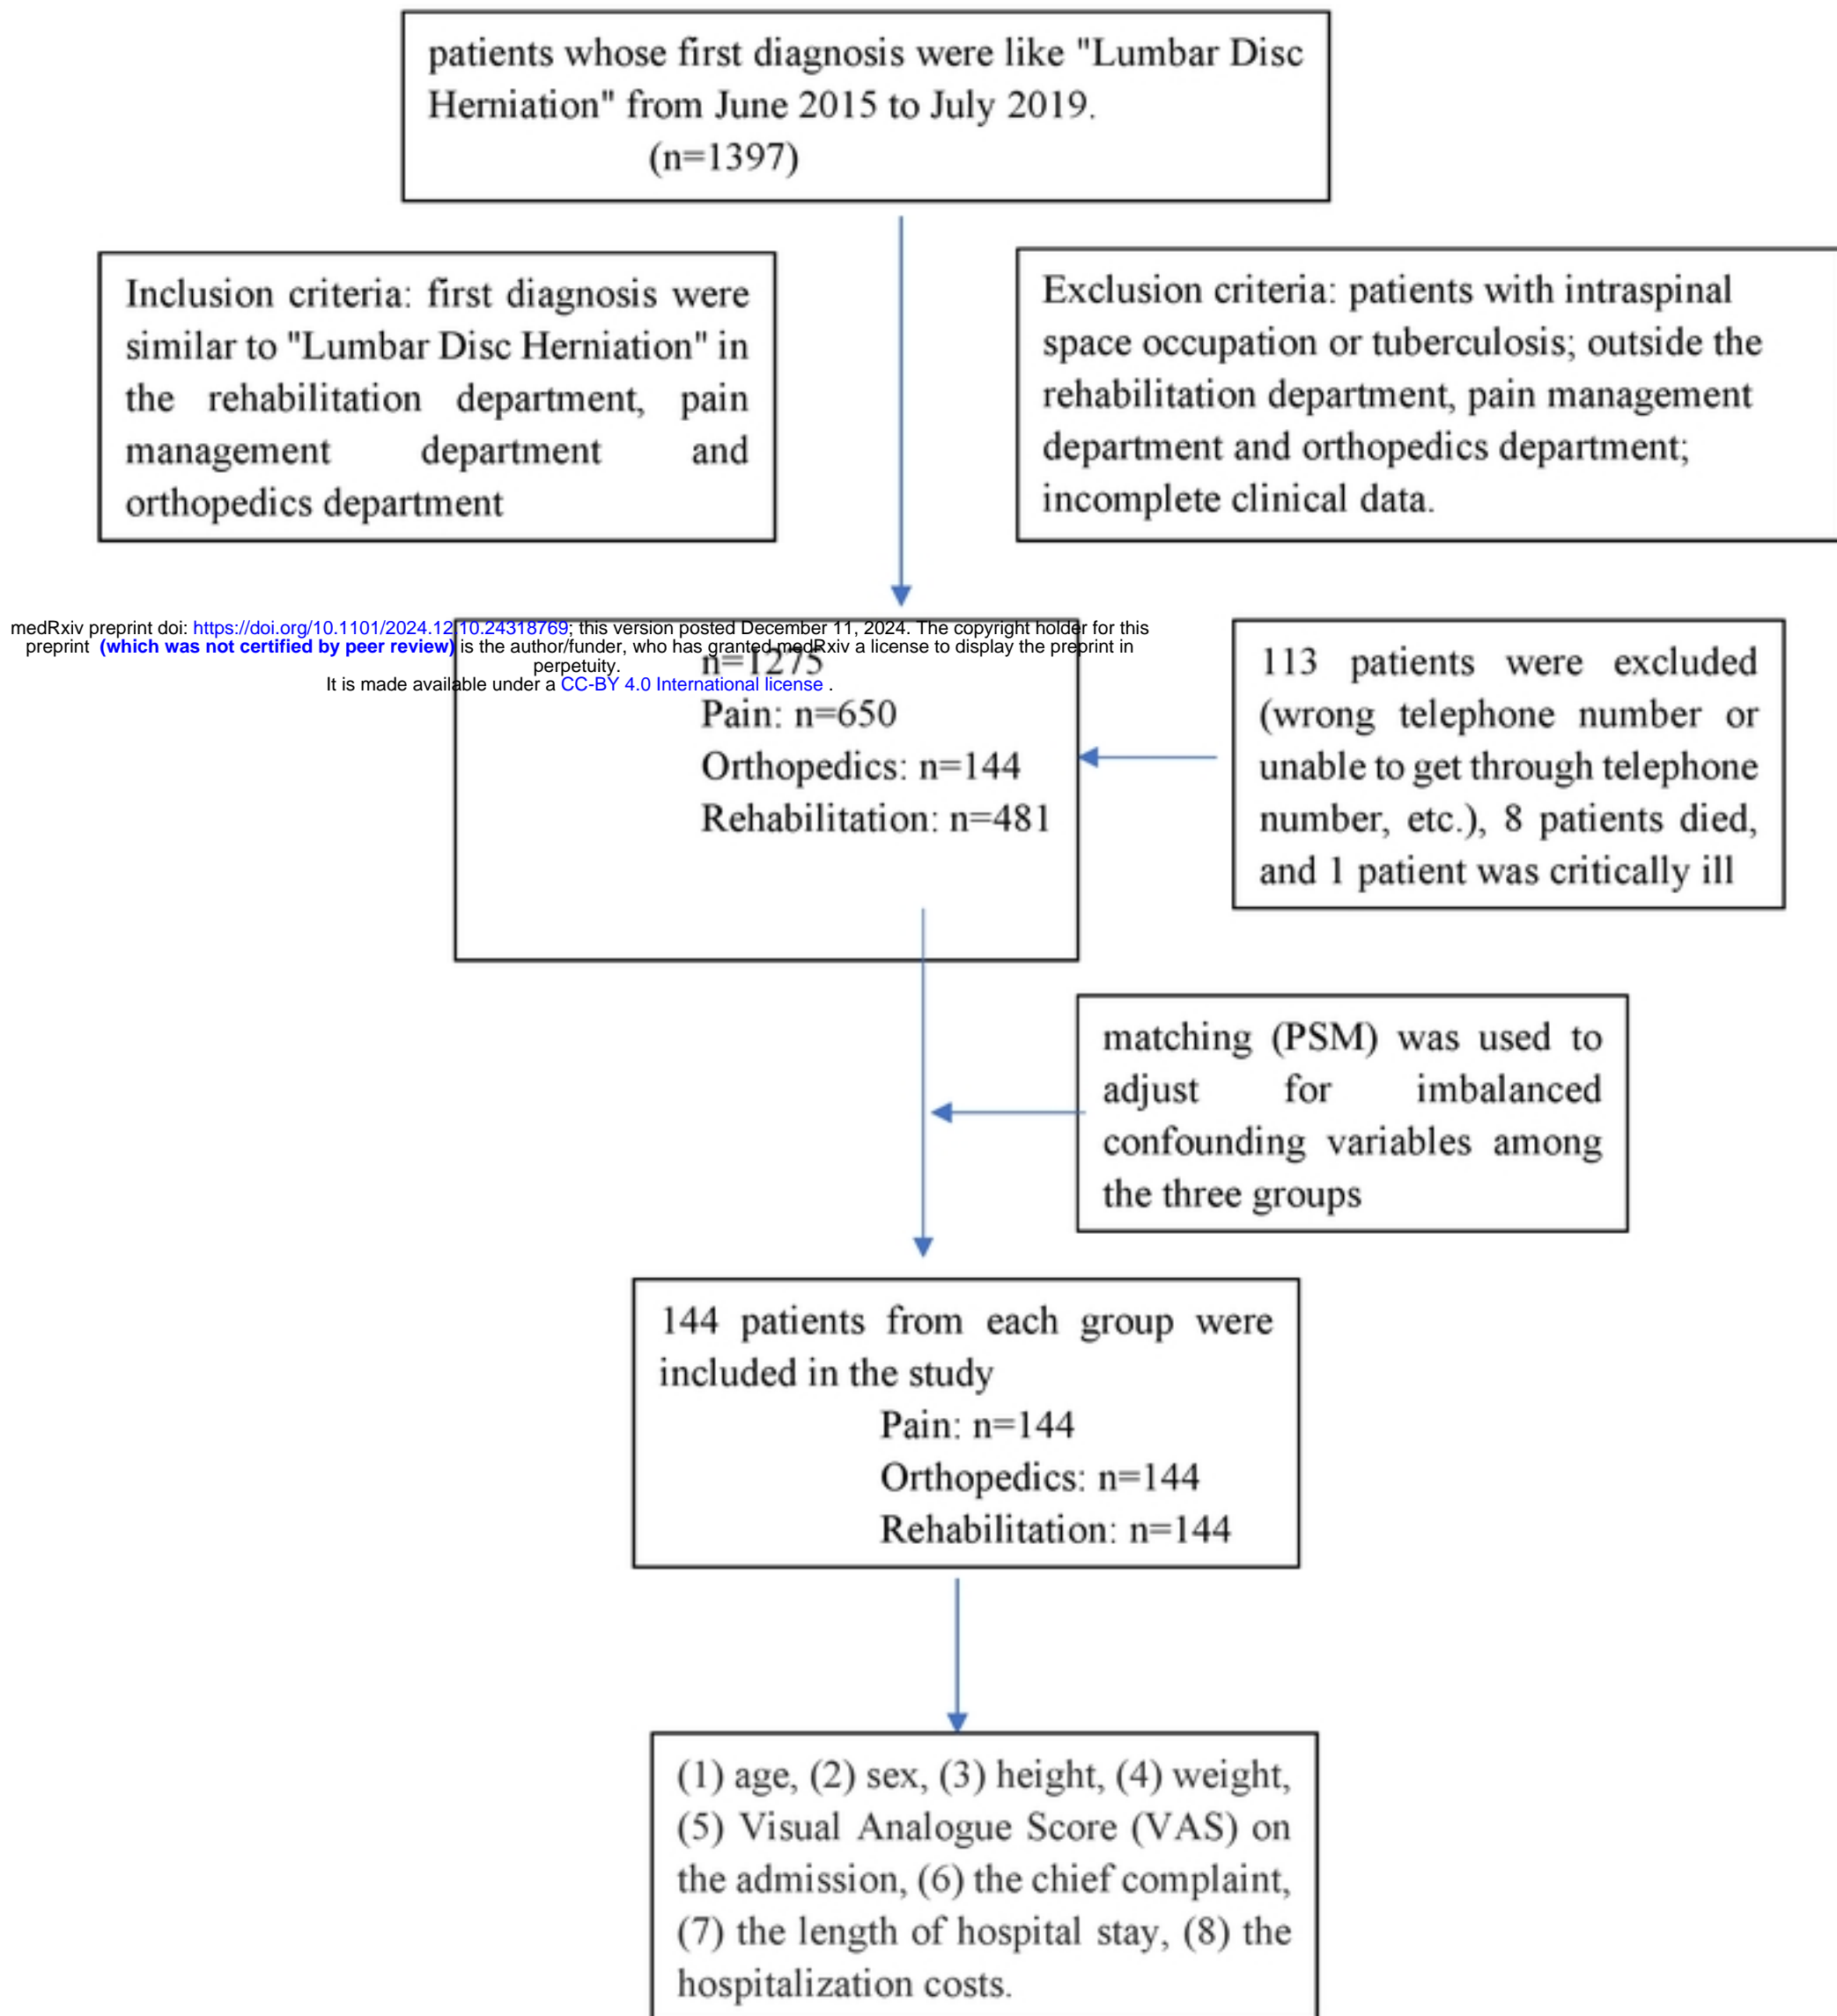 patients whose first diagnosis were like "Lumbar Disc
Herniation" from June 2015 to July 2019.
(n=1397)
Inclusion criteria: first diagnosis were
similar to "Lumbar Disc Herniation" in
the rehabilitation department, pain
management department and
orthopedics department
Exclusion criteria: patients with intraspinal
space occupation or tuberculosis; outside the
rehabilitation department, pain management
department and orthopedics department;
incomplete clinical data.
medRxiv preprint doi: https://doi.org/10.1101/2024.12.10.24318769; this version posted December 11, 2024. The copyright holder for this
preprint (which was not certified by peer review) is the author/funder, who has granted medRxiv a license to display the preprint in
perpetuity.
It is made available under a CC-BY 4.0 International license .
n=1275
Pain: n=650
Orthopedics: n=144
Rehabilitation: n=481
113 patients were excluded
(wrong telephone number or
unable to get through telephone
number, etc.), 8 patients died,
and 1 patient was critically ill
matching (PSM) was used to
adjust for imbalanced
confounding variables among
the three groups
144 patients from each group were
included in the study
Pain: n=144
Orthopedics: n=144
Rehabilitation: n=144
(1) age, (2) sex, (3) height, (4) weight,
(5) Visual Analogue Score (VAS) on
the admission, (6) the chief complaint,
(7) the length of hospital stay, (8) the
hospitalization costs.